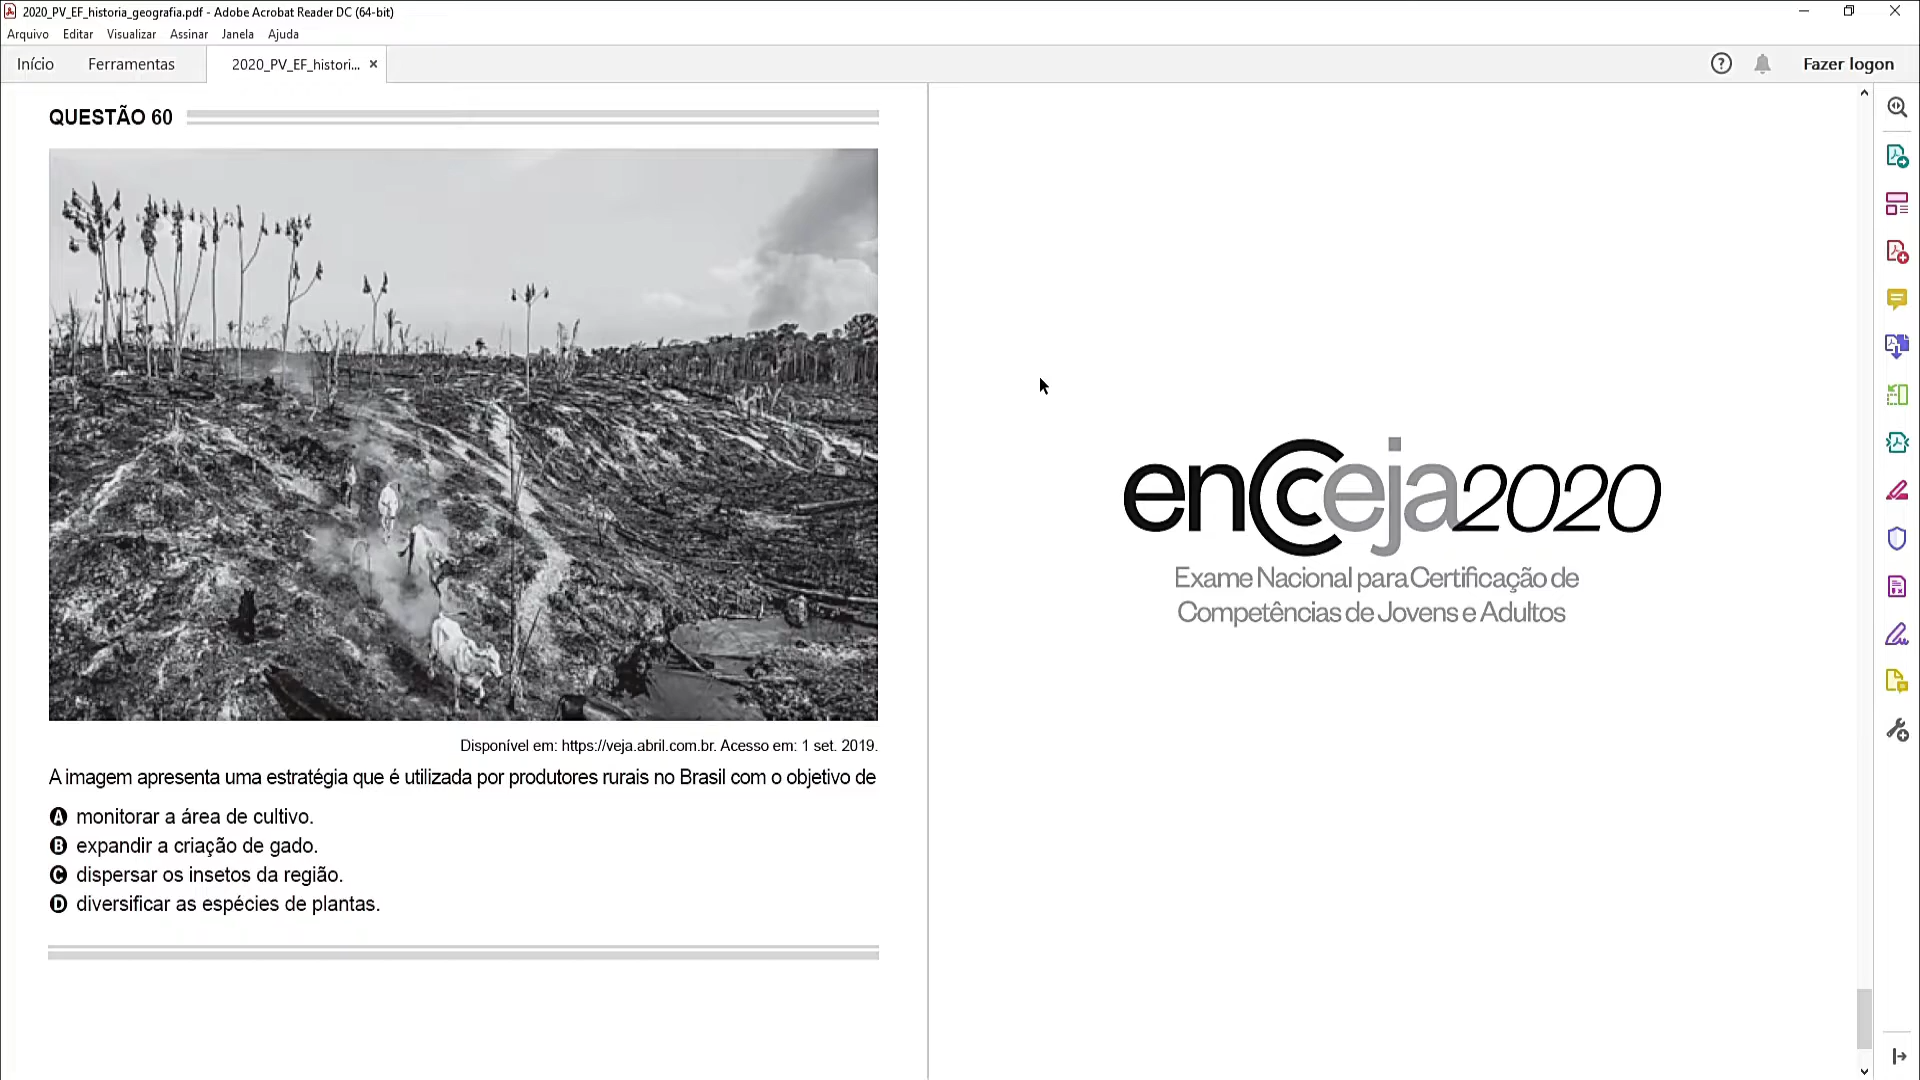 2020_PV_EF_historia_geografia.pdf - Adobe Acrobat Reader DC (64-bit)
Arquivo Editar Visualizar Assinar Janela Ajuda
Início Ferramentas 2020_PV_EF_histori... × Fazer logon
QUESTÃO 60
Disponível em: https://veja.abril.com.br. Acesso em: 1 set. 2019.
A imagem apresenta uma estratégia que é utilizada por produtores rurais no Brasil com o objetivo de
A monitorar a área de cultivo.
B expandir a criação de gado.
C dispersar os insetos da região.
D diversificar as espécies de plantas.
encceja2020
Exame Nacional para Certificação de
Competências de Jovens e Adultos